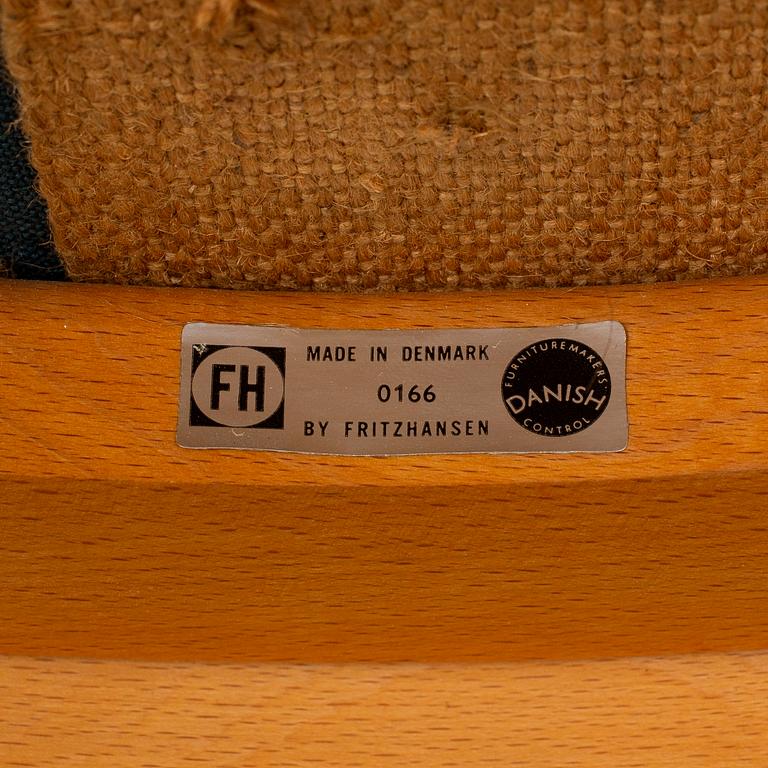 FH
MADE IN DENMARK
0166
BY FRITZHANSEN
FURNITUREMAKERS'
DANISH
CONTROL